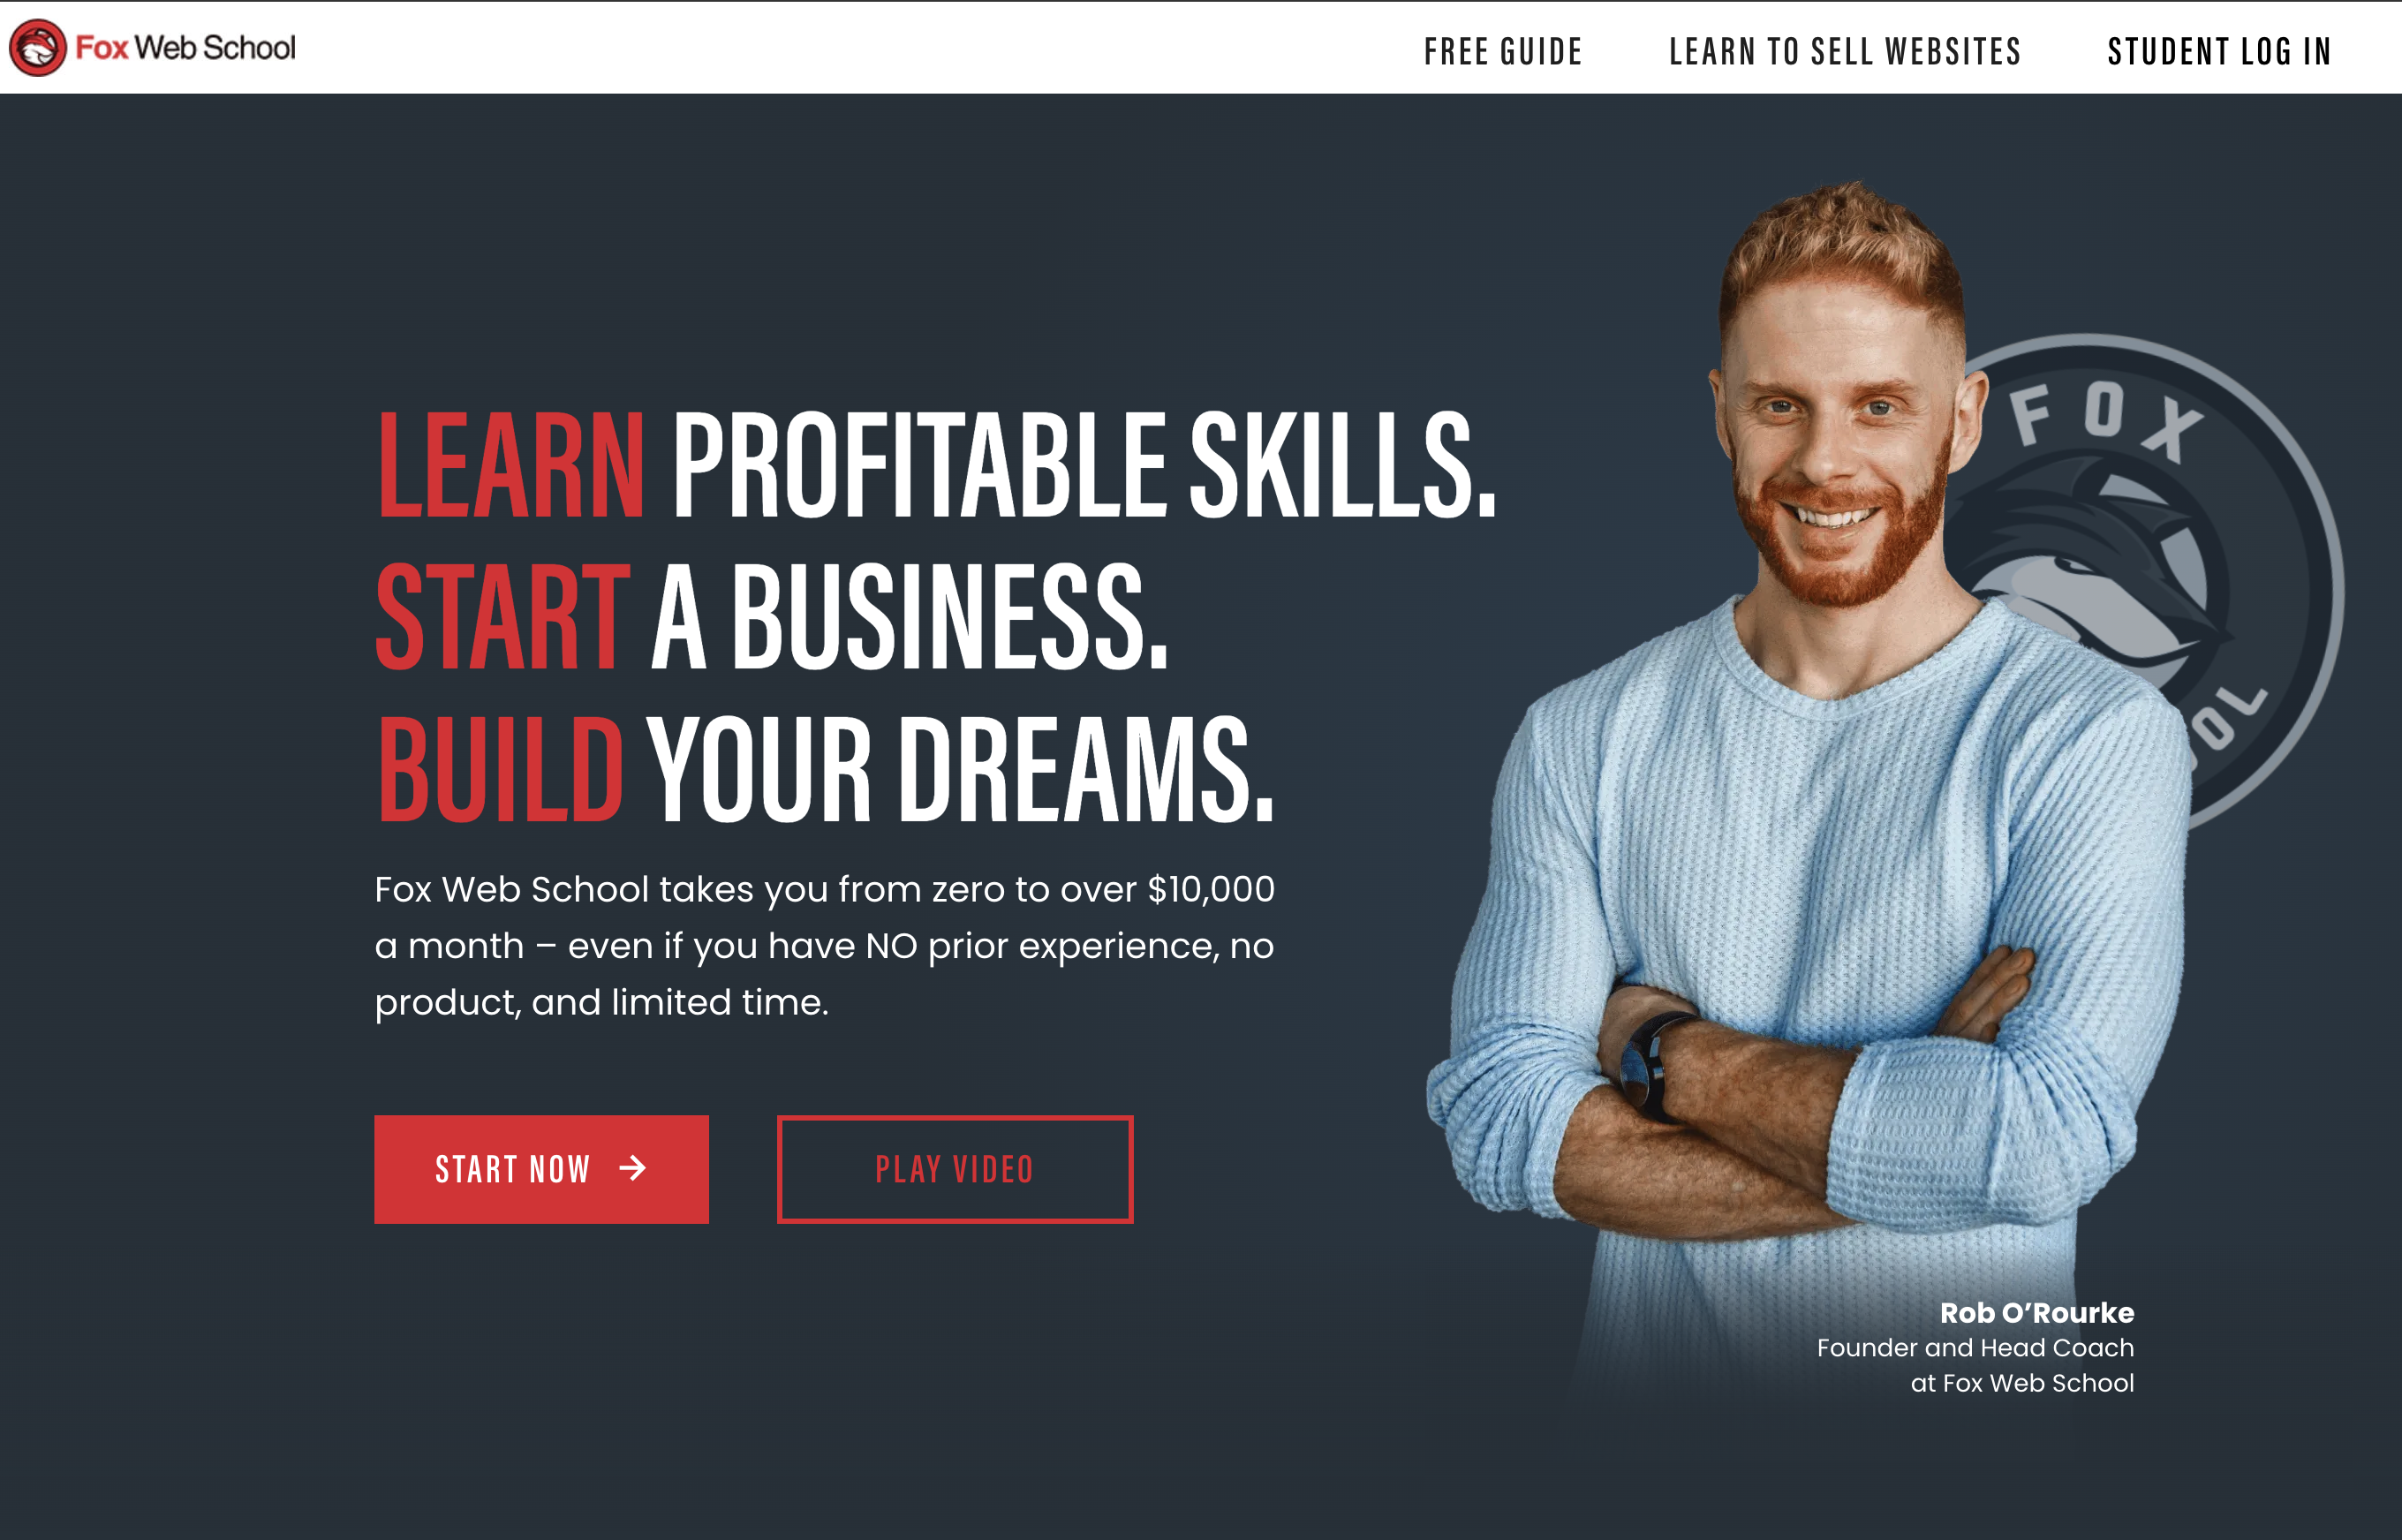 Fox Web School
FREE GUIDE
LEARN TO SELL WEBSITES
STUDENT LOG IN
FOX
OL
LEARN PROFITABLE SKILLS.
START A BUSINESS.
BUILD YOUR DREAMS.
Fox Web School takes you from zero to over $10,000
a month – even if you have NO prior experience, no
product, and limited time.
START NOW →
PLAY VIDEO
Rob O'Rourke
Founder and Head Coach
at Fox Web School